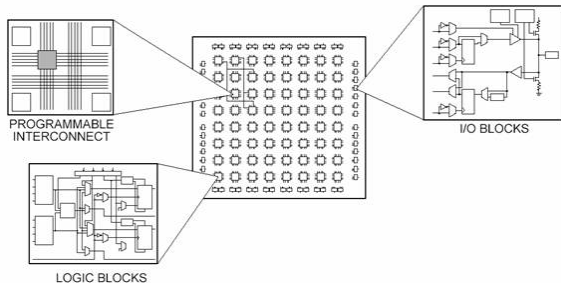 PROGRAMMABLE
INTERCONNECT
I/O BLOCKS
LOGIC BLOCKS